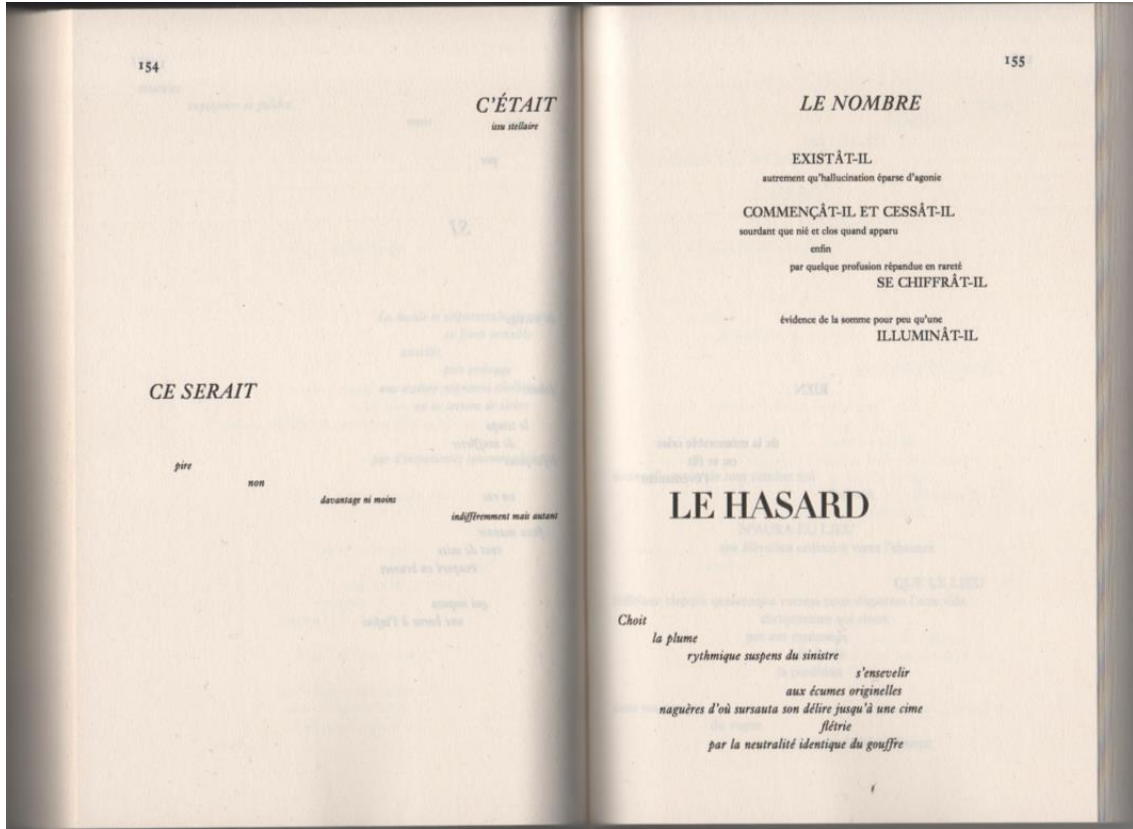 154
C'ÉTAIT
issu stellaire
CE SERAIT
pire
non
davantage ni moins
indifféremment mais autant
155
LE NOMBRE
EXISTÂT-IL
autrement qu'hallucination éparse d'agonie
COMMENÇÂT-IL ET CESSÂT-IL
sourdant que nié et clos quand apparu
enfin
par quelque profusion répandue en rareté
SE CHIFFRÂT-IL
évidence de la somme pour peu qu'une
ILLUMINÂT-IL
LE HASARD
Choit
la plume
rythmique suspens du sinistre
s'ensevelir
aux écumes originelles
naguères d'où sursauta son délire jusqu'à une cime
flétrie
par la neutralité identique du gouffre